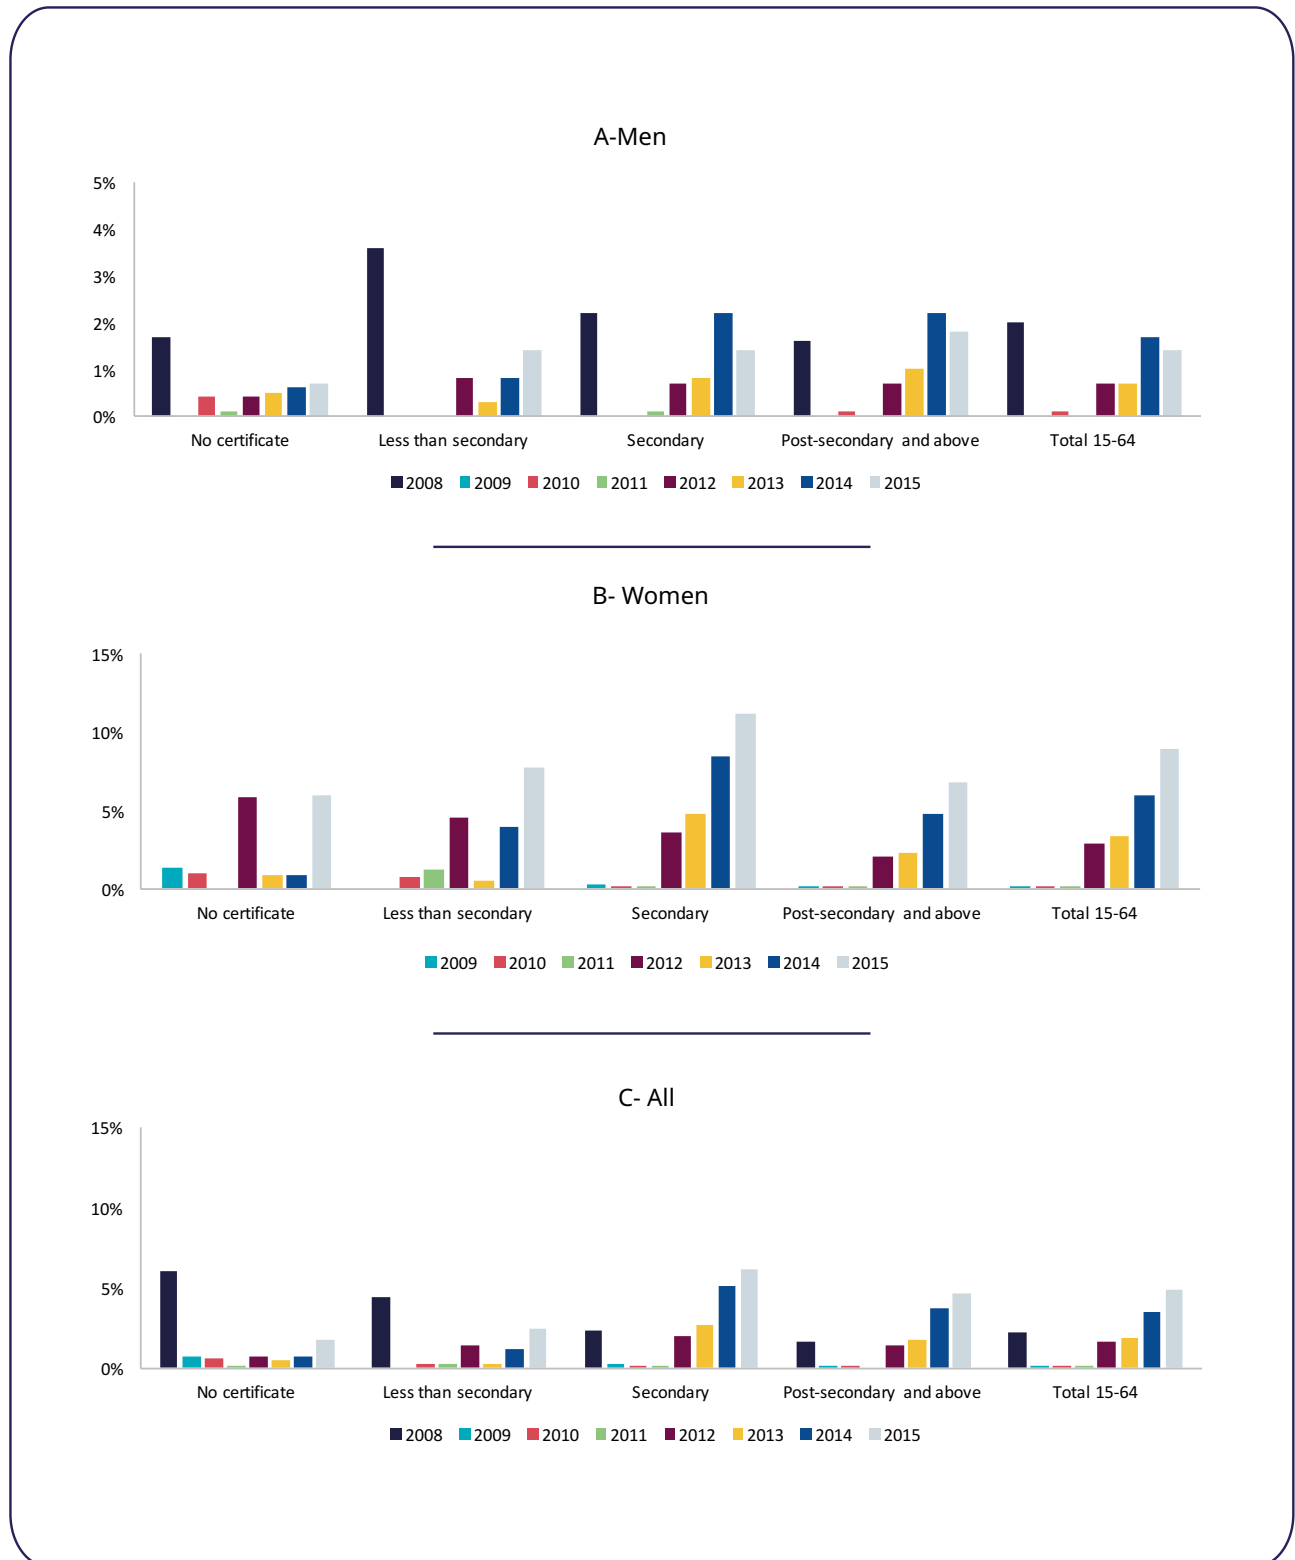 A-Men
5%
4%
3%
2%
1%
0%
No certificate Less than secondary Secondary Post-secondary and above Total 15-64
2008 2009 2010 2011 2012 2013 2014 2015
B- Women
15%
10%
5%
0%
No certificate Less than secondary Secondary Post-secondary and above Total 15-64
2009 2010 2011 2012 2013 2014 2015
C- All
15%
10%
5%
0%
No certificate Less than secondary Secondary Post-secondary and above Total 15-64
2008 2009 2010 2011 2012 2013 2014 2015